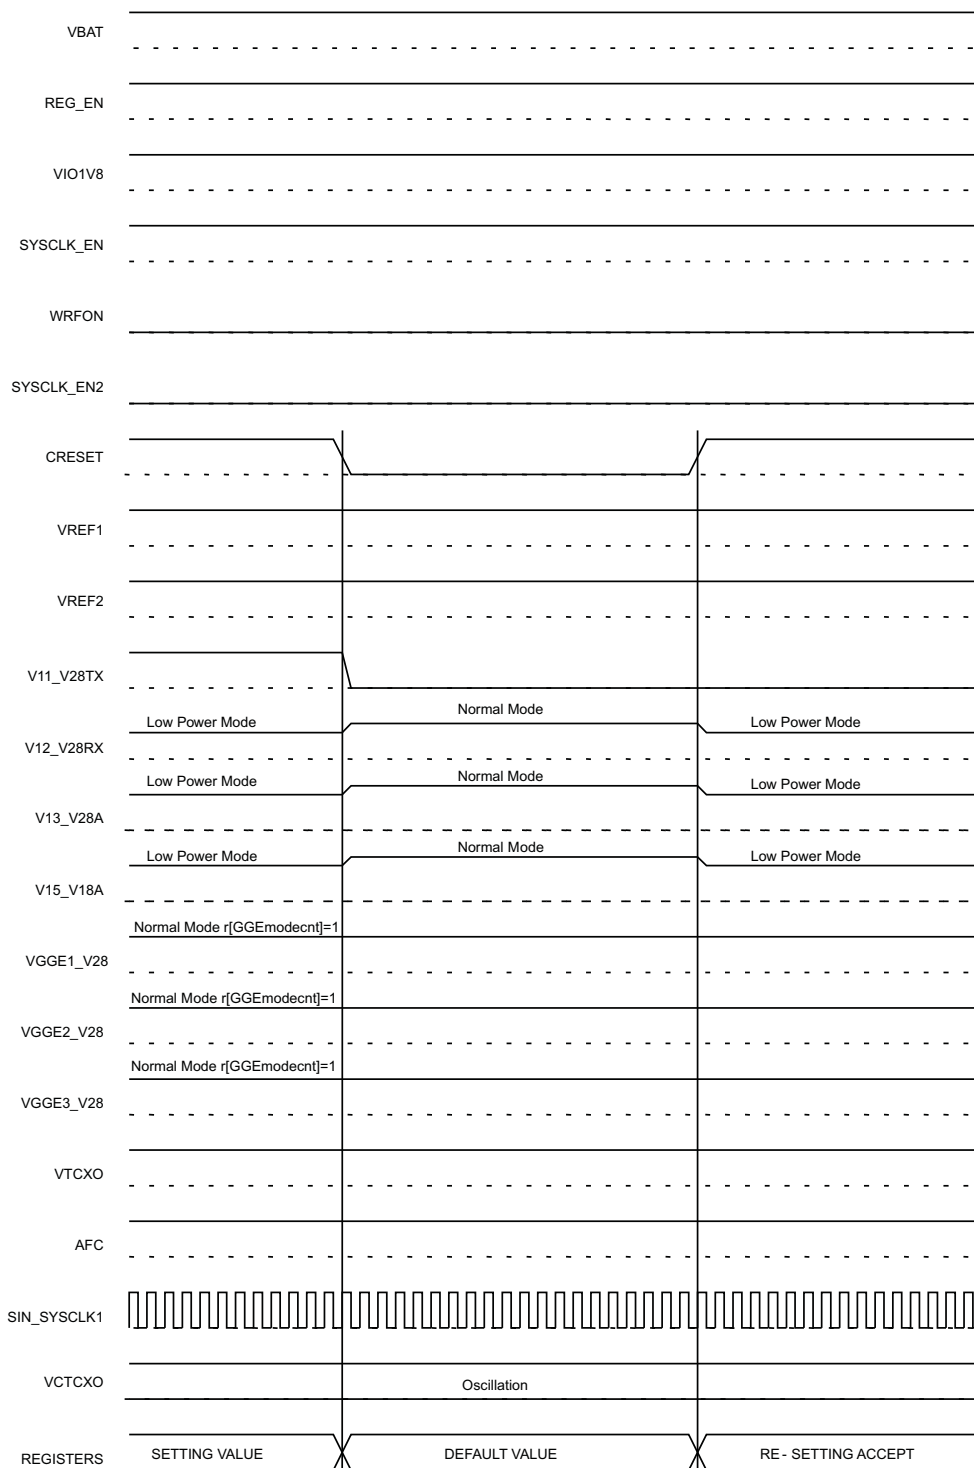 VBAT
REG_EN
VIO1V8
SYSCLK_EN
WRFON
SYSCLK_EN2
CRESET
VREF1
VREF2
V11_V28TX
Low Power Mode
Normal Mode
Low Power Mode
V12_V28RX
Low Power Mode
Normal Mode
Low Power Mode
V13_V28A
Low Power Mode
Normal Mode
Low Power Mode
V15_V18A
Normal Mode r[GGEmodecnt]=1
VGGE1_V28
Normal Mode r[GGEmodecnt]=1
VGGE2_V28
Normal Mode r[GGEmodecnt]=1
VGGE3_V28
VTCXO
AFC
SIN_SYSCLK1
VCTCXO
Oscillation
REGISTERS
SETTING VALUE
DEFAULT VALUE
RE- SETTING ACCEPT